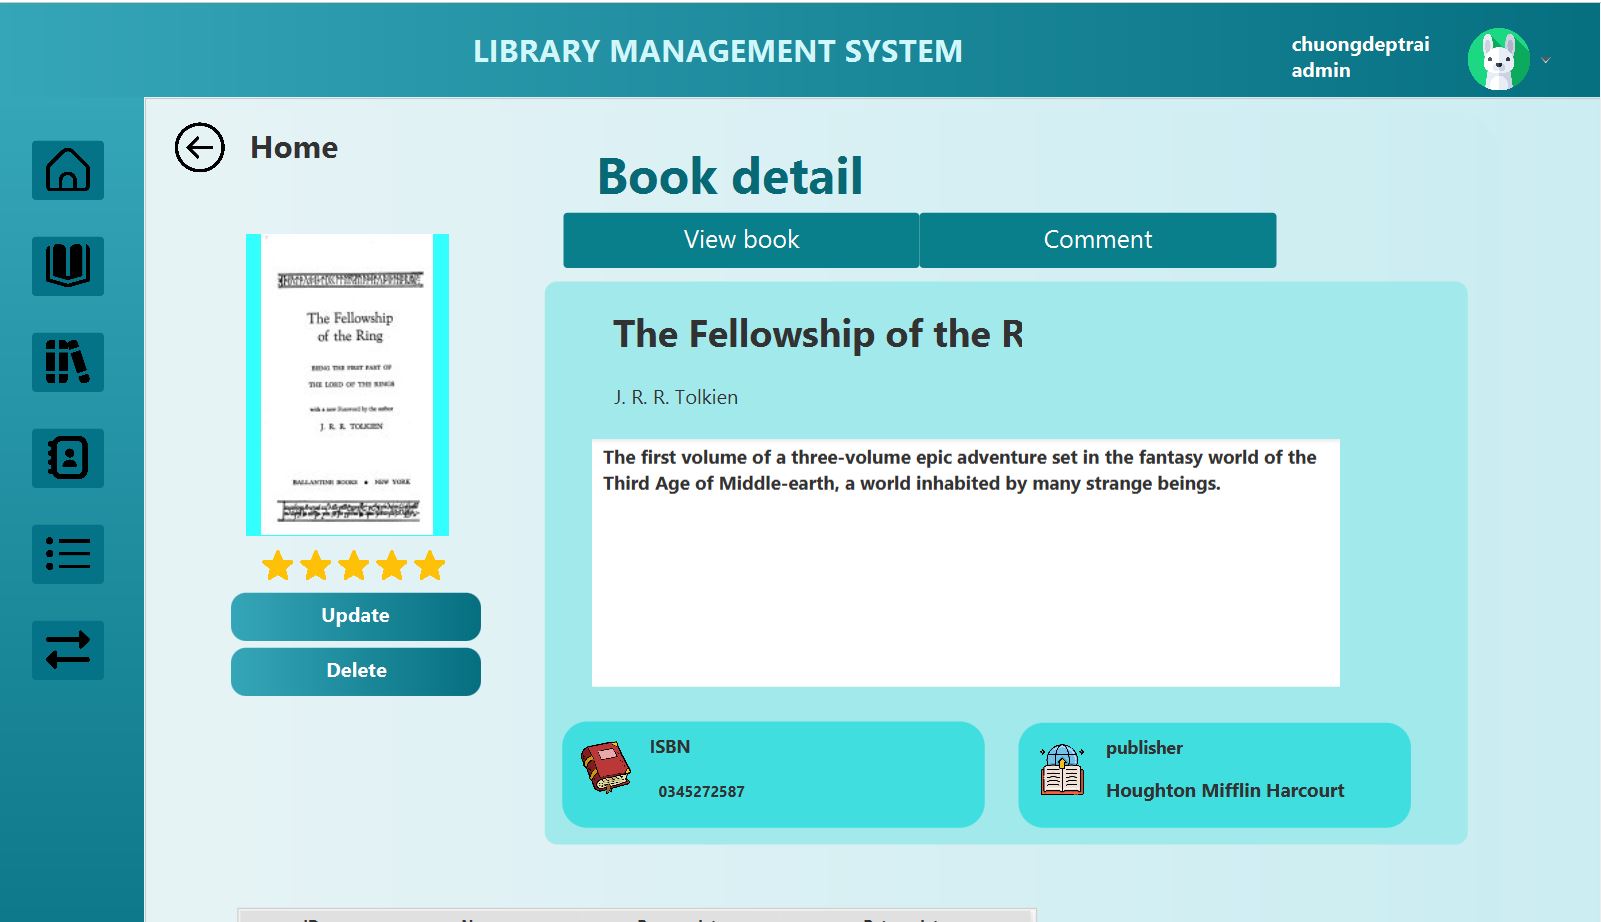 LIBRARY MANAGEMENT SYSTEM
chuongdeptrai
admin
Home
Book detail
View book
Comment
The Fellowship
of the Ring
BEING THE FIRST PART OF
THE LORD OF THE RINGS
with a new Foreword by the author
J. R. R. TOLKIEN
BALLANTINE BOOKS • NEW YORK
Update
Delete
The Fellowship of the R
J. R. R. Tolkien
The first volume of a three-volume epic adventure set in the fantasy world of the
Third Age of Middle-earth, a world inhabited by many strange beings.
ISBN
0345272587
publisher
Houghton Mifflin Harcourt